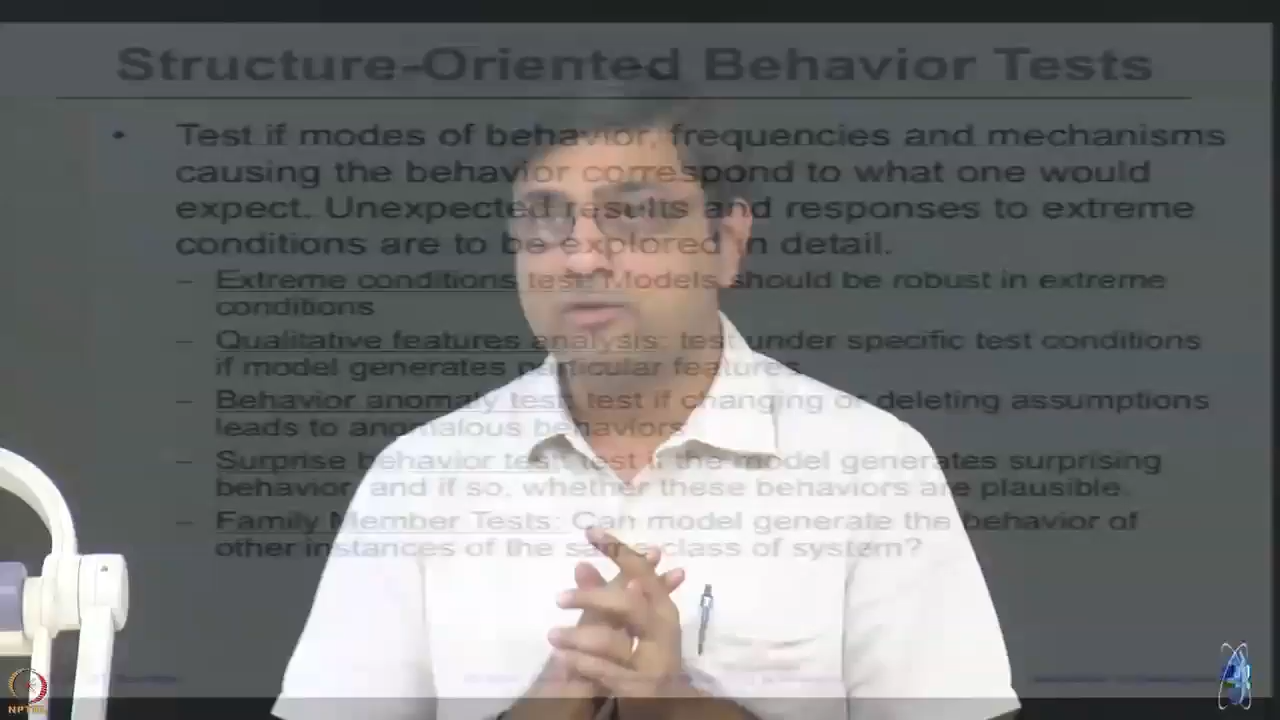 Structure-Oriented Behavior Tests
• Test if modes of behavior, frequencies and mechanisms
causing the behavior correspond to what one would
expect. Unexpected results and responses to extreme
conditions are to be explored in detail.
– Extreme conditions test: Models should be robust in extreme
conditions
– Qualitative features analysis: test under specific test conditions
if model generates particular features
– Behavior anomaly test: test if changing or deleting assumptions
leads to anomalous behaviors
– Surprise behavior test: test if the model generates surprising
behavior, and if so, whether these behaviors are plausible.
– Family Member Tests: Can model generate the behavior of
other instances of the same class of system?
NPTEL